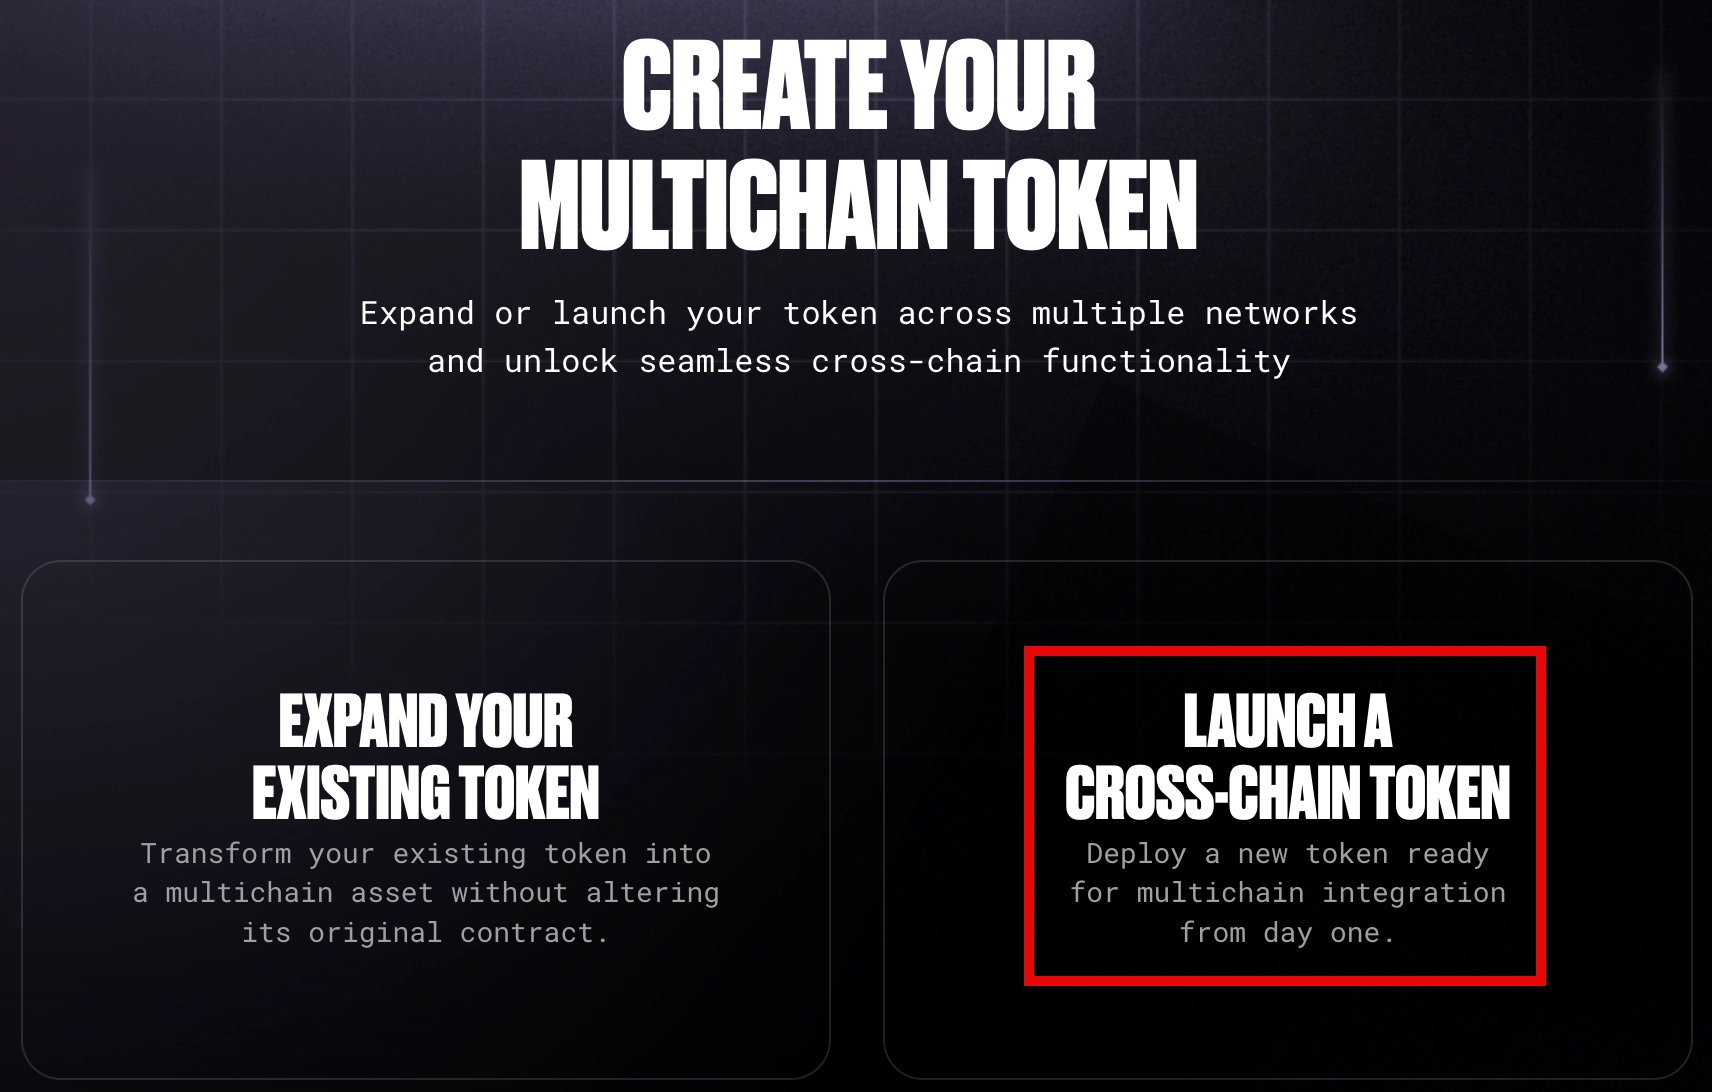 CREATE YOUR
MULTICHAIN TOKEN
Expand or launch your token across multiple networks
and unlock seamless cross-chain functionality
EXPAND YOUR
EXISTING TOKEN
Transform your existing token into
a multichain asset without altering
its original contract.
LAUNCH A
CROSS-CHAIN TOKEN
Deploy a new token ready
for multichain integration
from day one.